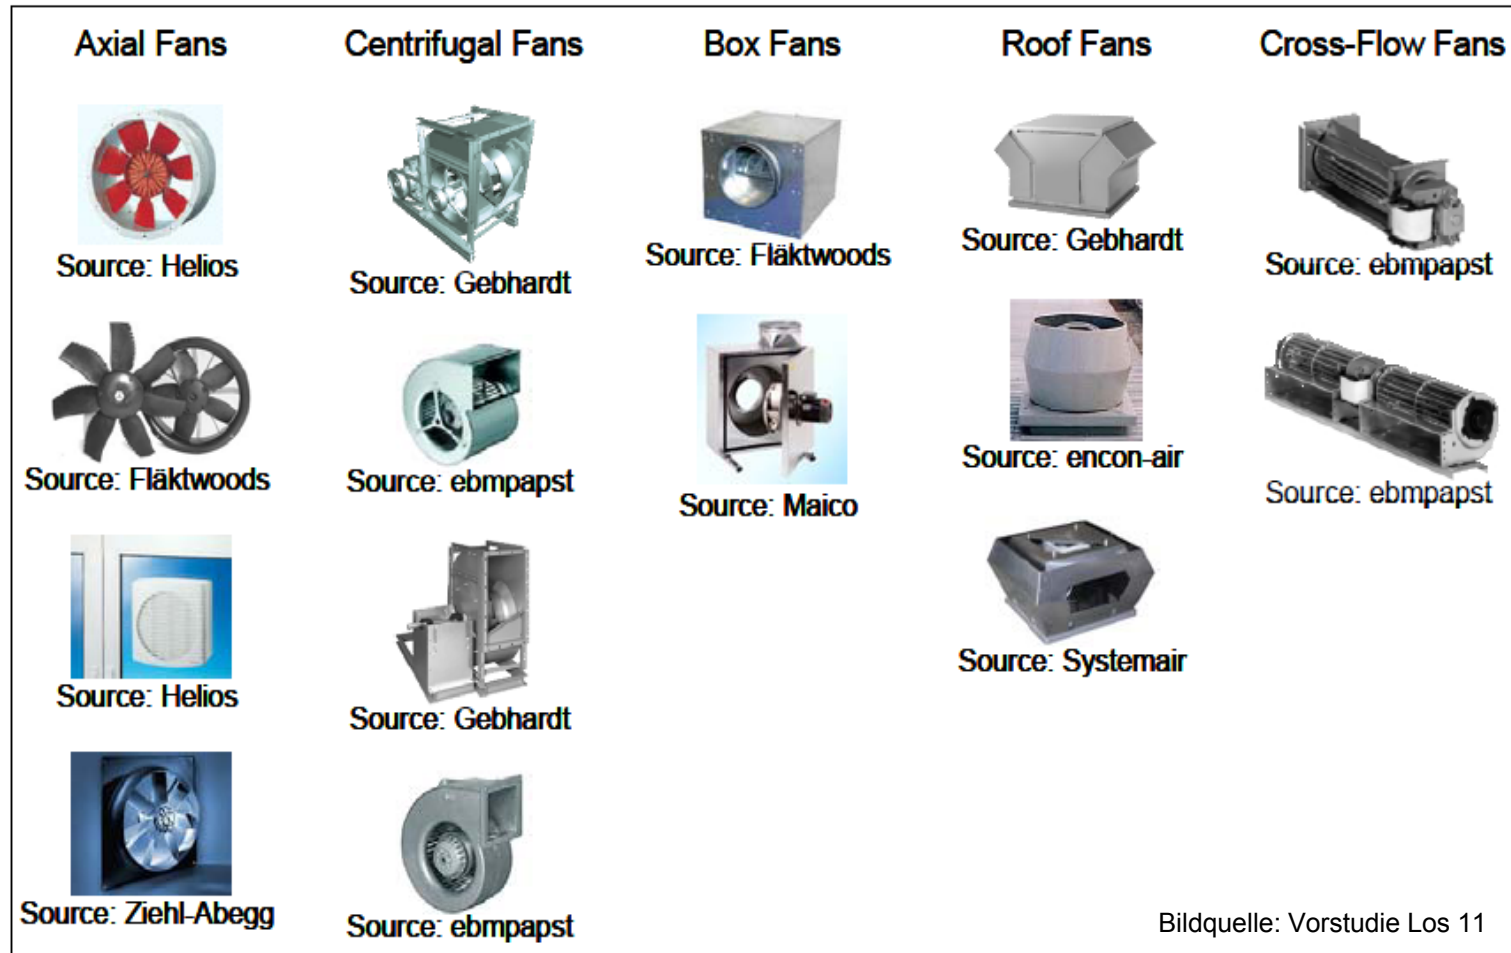 Axial Fans
Centrifugal Fans
Box Fans
Roof Fans
Cross-Flow Fans
Source: Helios
Source: Gebhardt
Source: Fläktwoods
Source: Gebhardt
Source: ebmpapst
Source: Fläktwoods
Source: ebmpapst
Source: Maico
Source: encon-air
Source: ebmpapst
Source: Helios
Source: Gebhardt
Source: Systemair
Source: Ziehl-Abegg
Source: ebmpapst
Bildquelle: Vorstudie Los 11